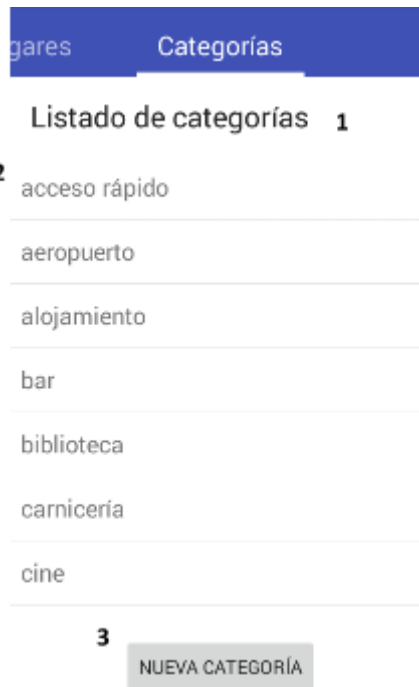 gares Categorías
Listado de categorías 1
2
acceso rápido
aeropuerto
alojamiento
bar
biblioteca
carnicería
cine
3
NUEVA CATEGORÍA